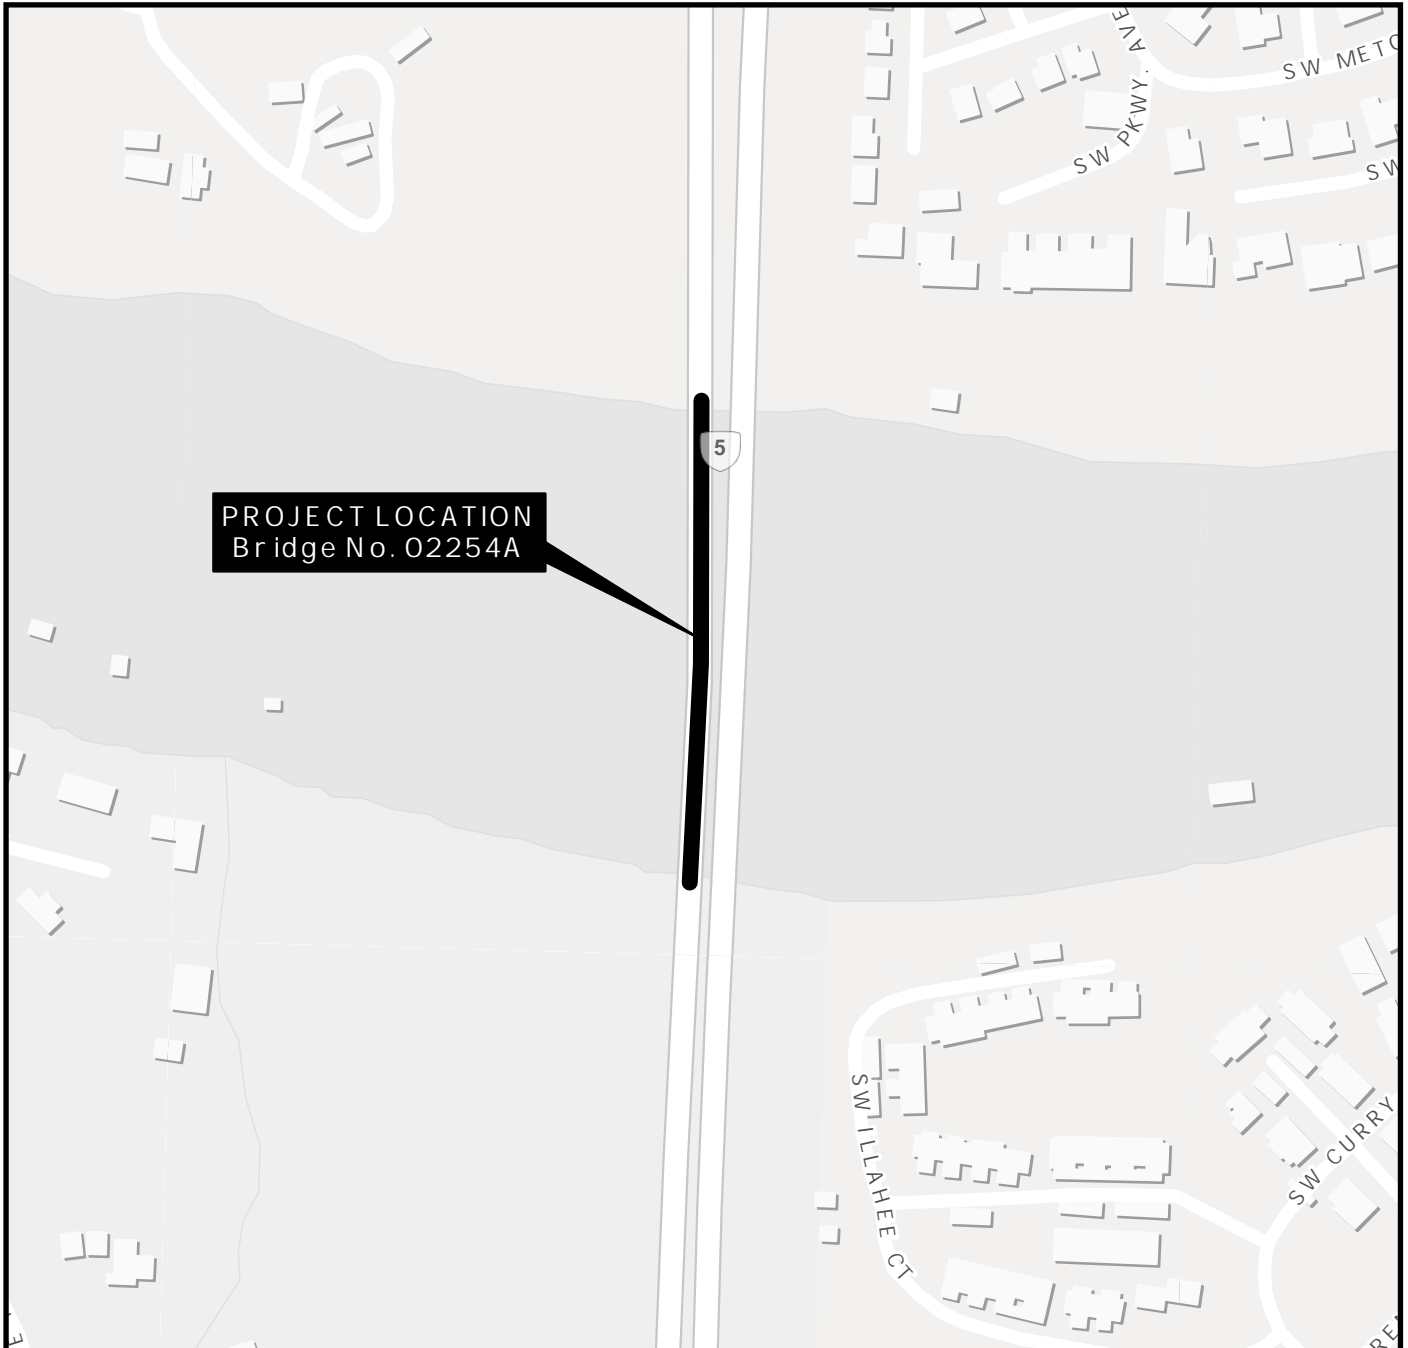 SW PKWY. AVE
SW METO
SW
5
PROJECT LOCATION
Bridge No. 02254A
SW ILLAHEE CT
SW CURRY